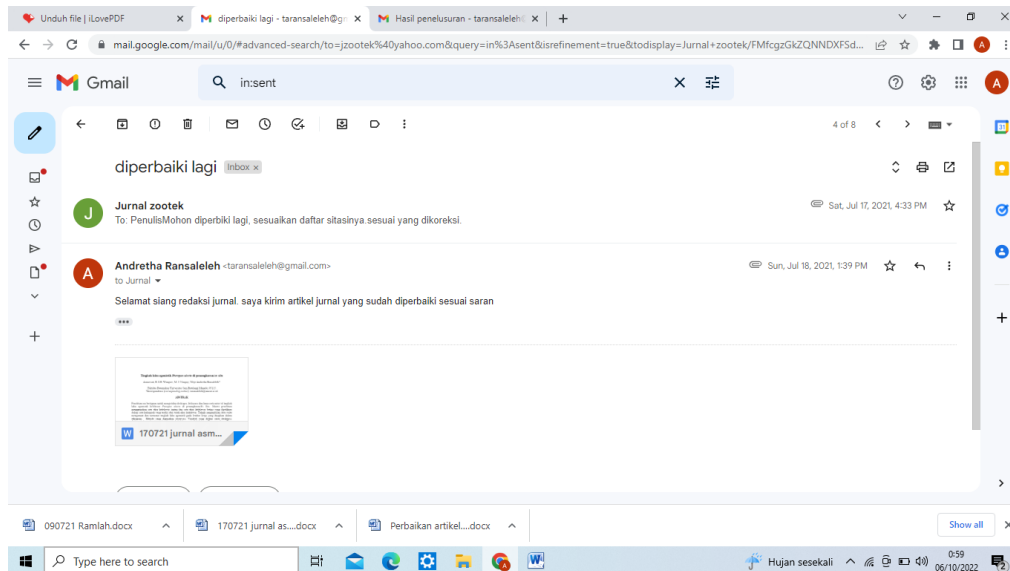 Unduh file | iLovePDF
diperbaiki lagi - taransaleleh@gm
Hasil penelusuran - taransaleleh@
mail.google.com/mail/u/0/#advanced-search/to=jzootek%40yahoo.com&query=in%3Asent&isrefinement=true&todisplay=Jurnal+zootek/FMfcgzGkZQNNDXFSd...
A
Gmail
in:sent
A
4 of 8
31
diperbaiki lagi
Inbox x
J
Jurnal zootek
Sat, Jul 17, 2021, 4:33 PM
To: PenulisMohon diperbiki lagi, sesuaikan daftar sitasinya.sesuai yang dikoreksi.
A
Andretha Ransaleleh <taransaleleh@gmail.com>
Sun, Jul 18, 2021, 1:39 PM
to Jurnal
Selamat siang redaksi jurnal. saya kirim artikel jurnal yang sudah diperbaiki sesuai saran
W
170721 jurnal asm...
090721 Ramlah.docx
170721 jurnal as....docx
Perbaikan artikel....docx
Show all
Type here to search
W
Hujan sesekali
0:59
06/10/2022
2